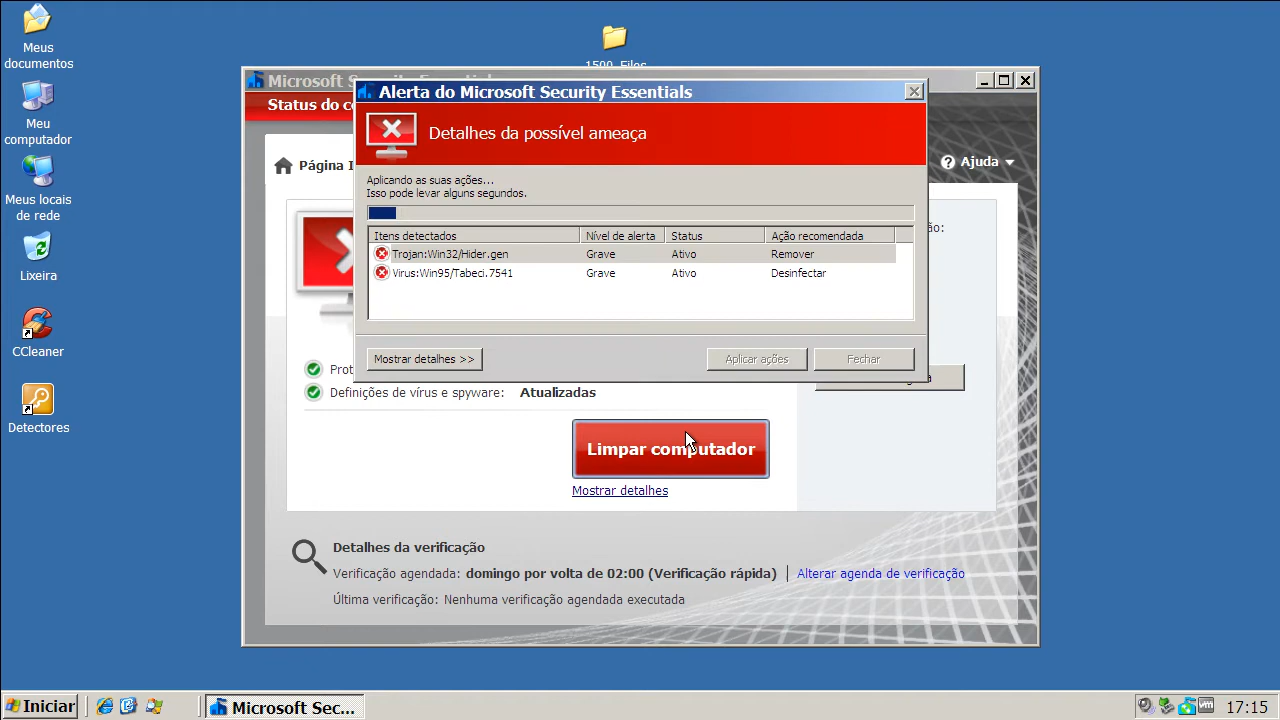 Meus
documentos
Meu
computador
Meus locais
de rede
Lixeira
CCleaner
Detectores
1500 Files
Microsoft S
Status do c
Página I
Ajuda
Alerta do Microsoft Security Essentials
Detalhes da possível ameaça
Aplicando as suas ações...
Isso pode levar alguns segundos.
Itens detectados Nível de alerta Status Ação recomendada
Trojan:Win32/Hider.gen Grave Ativo Remover
Virus:Win95/Tabeci.7541 Grave Ativo Desinfectar
Mostrar detalhes >> Aplicar ações Fechar
Prot
Definições de vírus e spyware: Atualizadas
Limpar computador
Mostrar detalhes
Detalhes da verificação
Verificação agendada: domingo por volta de 02:00 (Verificação rápida) | Alterar agenda de verificação
Última verificação: Nenhuma verificação agendada executada
Iniciar
Microsoft Sec...
vm
17:15